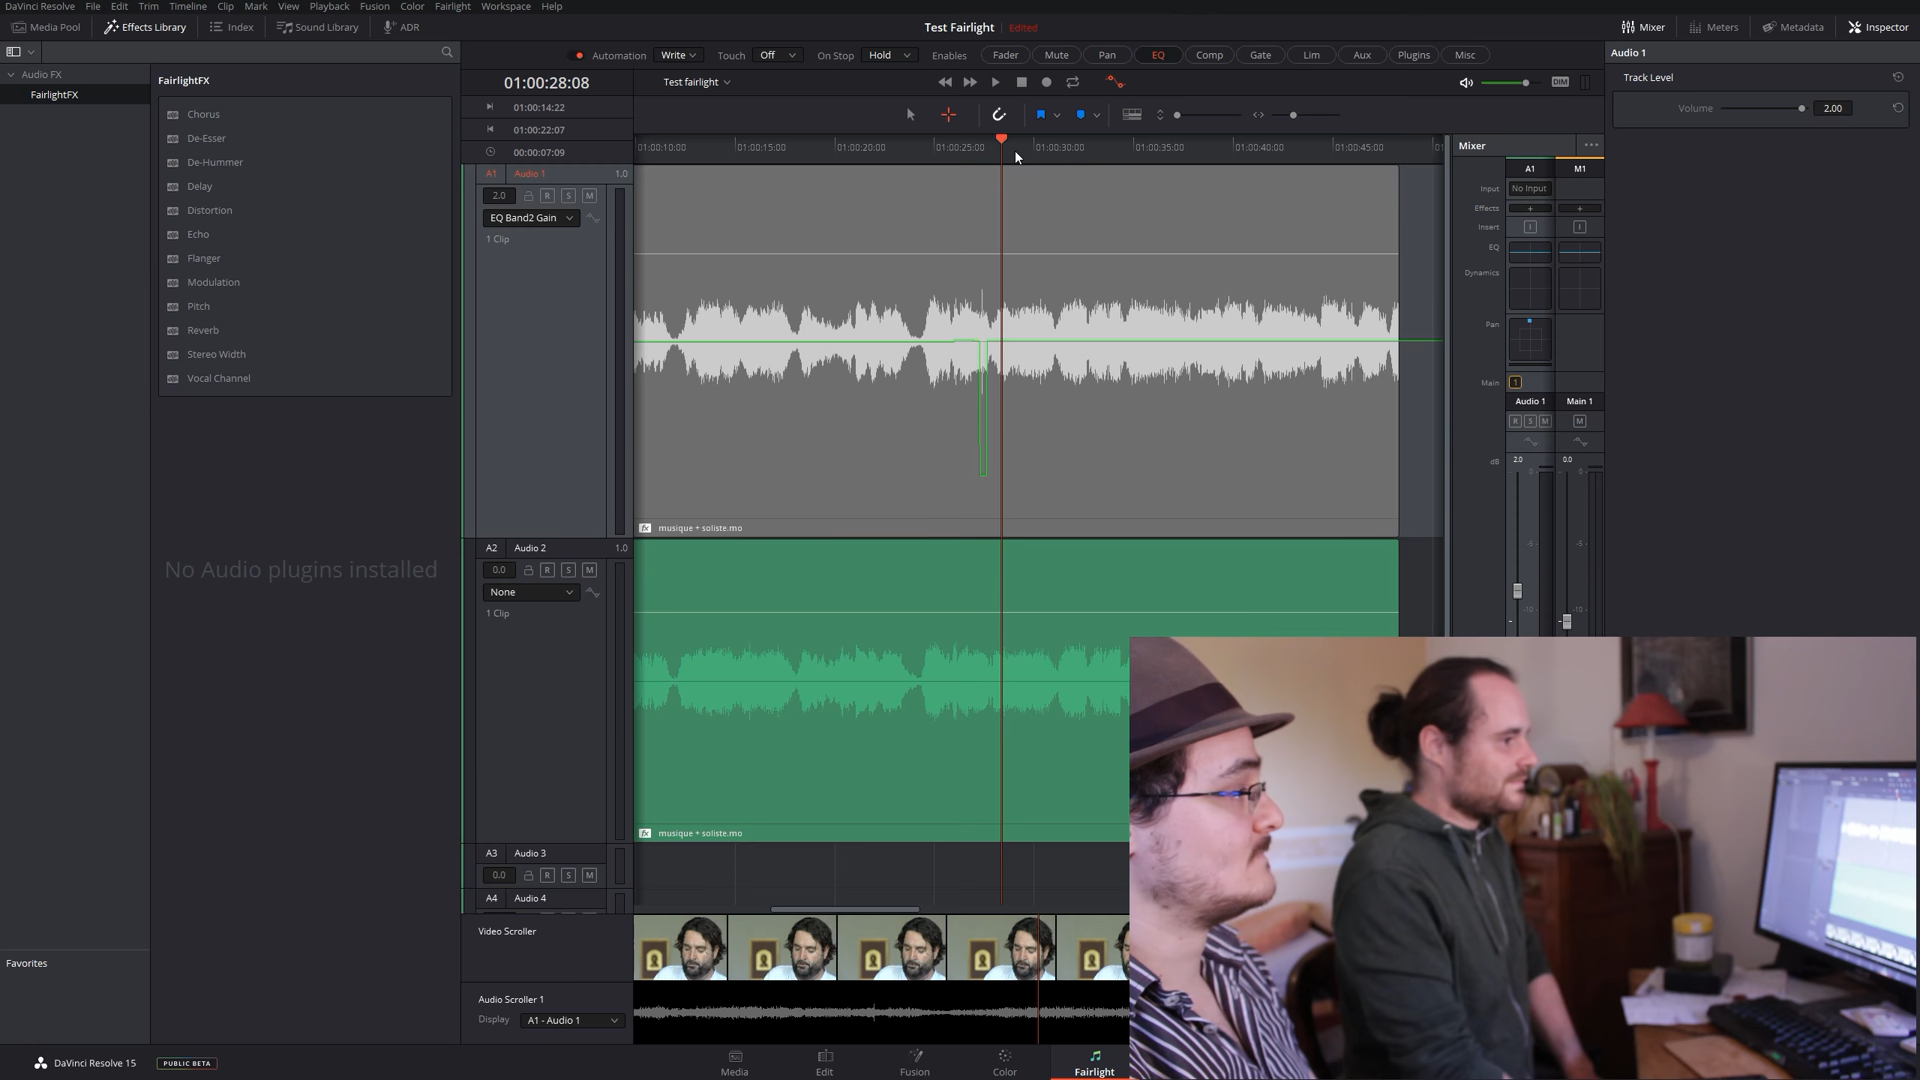 DaVinci Resolve File Edit Trim Timeline Clip Mark View Playback Fusion Color Fairlight Workspace Help
Media Pool Effects Library Index Sound Library ADR
Test Fairlight Edited
Mixer Meters Metadata Inspector
Automation Write Touch Off On Stop Hold Enables Fader Mute Pan EQ Comp Gate Lim Aux Plugins Misc
Audio 1
Audio FX
FairlightFX
FairlightFX
Chorus
De-Esser
De-Hummer
Delay
Distortion
Echo
Flanger
Modulation
Pitch
Reverb
Stereo Width
Vocal Channel
No Audio plugins installed
Favorites
01:00:28:08
Test fairlight
DIM
01:00:14:22
01:00:22:07
00:00:07:09
01:00:10:00 01:00:15:00 01:00:20:00 01:00:25:00 01:00:30:00 01:00:35:00 01:00:40:00 01:00:45:00
A1 Audio 1 1.0
2.0 R S M
EQ Band2 Gain
1 Clip
fx musique + soliste.mo
A2 Audio 2 1.0
0.0 R S M
None
1 Clip
fx musique + soliste.mo
A3 Audio 3
0.0 R S M
A4 Audio 4
Video Scroller
Audio Scroller 1
Display A1 - Audio 1
Mixer
A1 M1
Input No Input
Effects + +
Insert I I
EQ
Dynamics
Pan
Main 1
Audio 1 Main 1
R S M M
dB 2.0 0.0
0 0
-5 -5
-10 -10
Track Level
Volume 2.00
DaVinci Resolve 15 PUBLIC BETA
Media Edit Fusion Color Fairlight